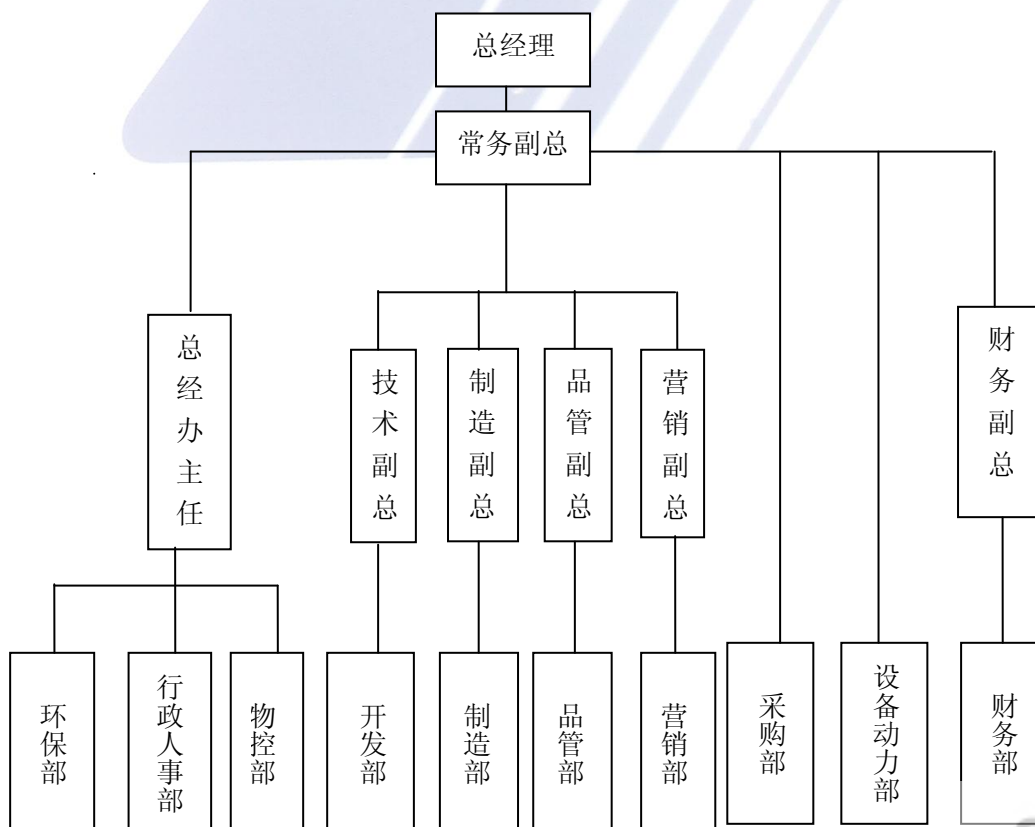 总经理
常务副总
总经办主任
技术副总
制造副总
品管副总
营销副总
财务副总
环保部
行政人事部
物控部
开发部
制造部
品管部
营销部
采购部
设备动力部
财务部